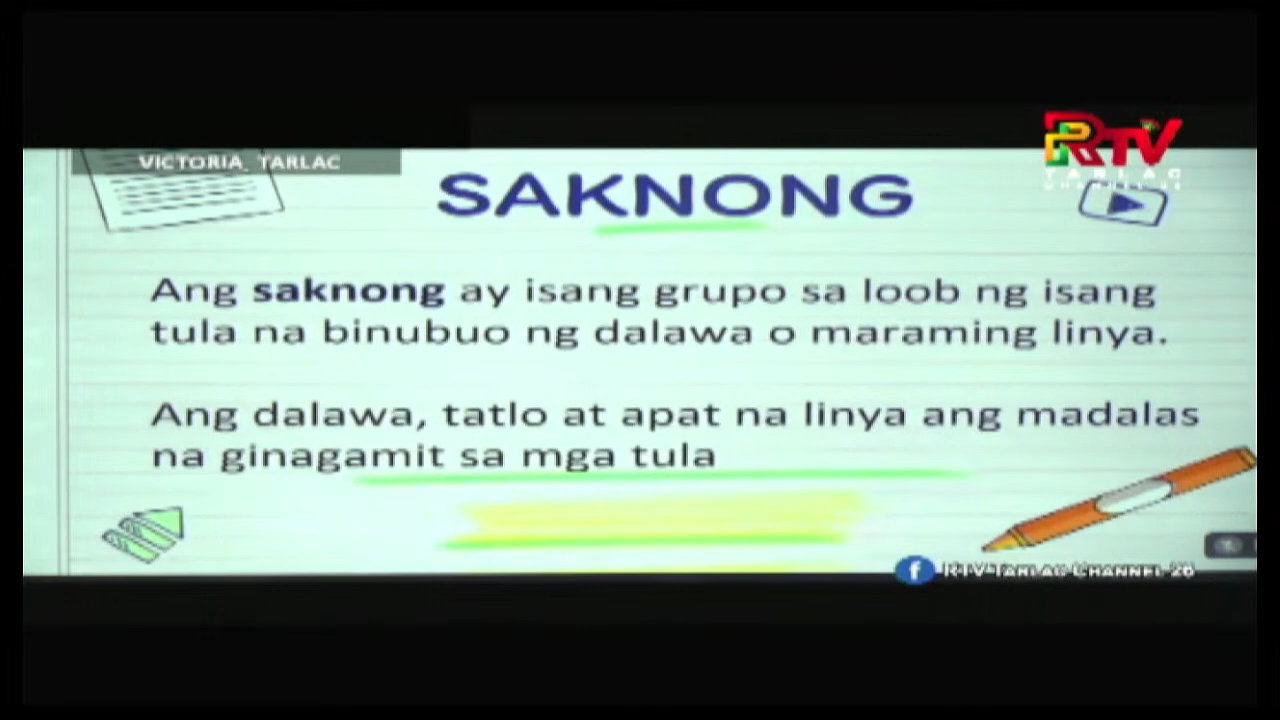 VICTORIA, TARLAC
RTV
TARLAC
CHANNEL 26
SAKNONG
Ang saknong ay isang grupo sa loob ng isang
tula na binubuo ng dalawa o maraming linya.
Ang dalawa, tatlo at apat na linya ang madalas
na ginagamit sa mga tula
RTV-TARLAC CHANNEL 26